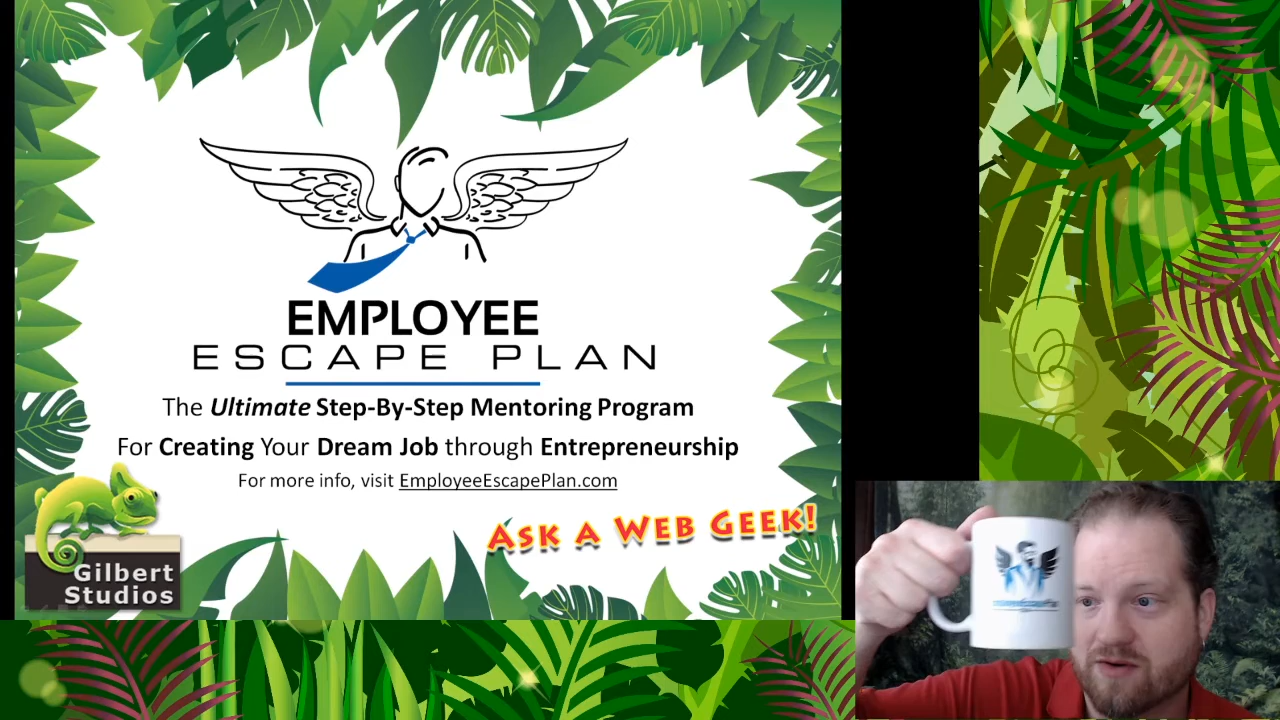 EMPLOYEE
ESCAPE PLAN
The Ultimate Step-By-Step Mentoring Program
For Creating Your Dream Job through Entrepreneurship
For more info, visit EmployeeEscapePlan.com
ASK A WEB GEEK!
Gilbert
Studios